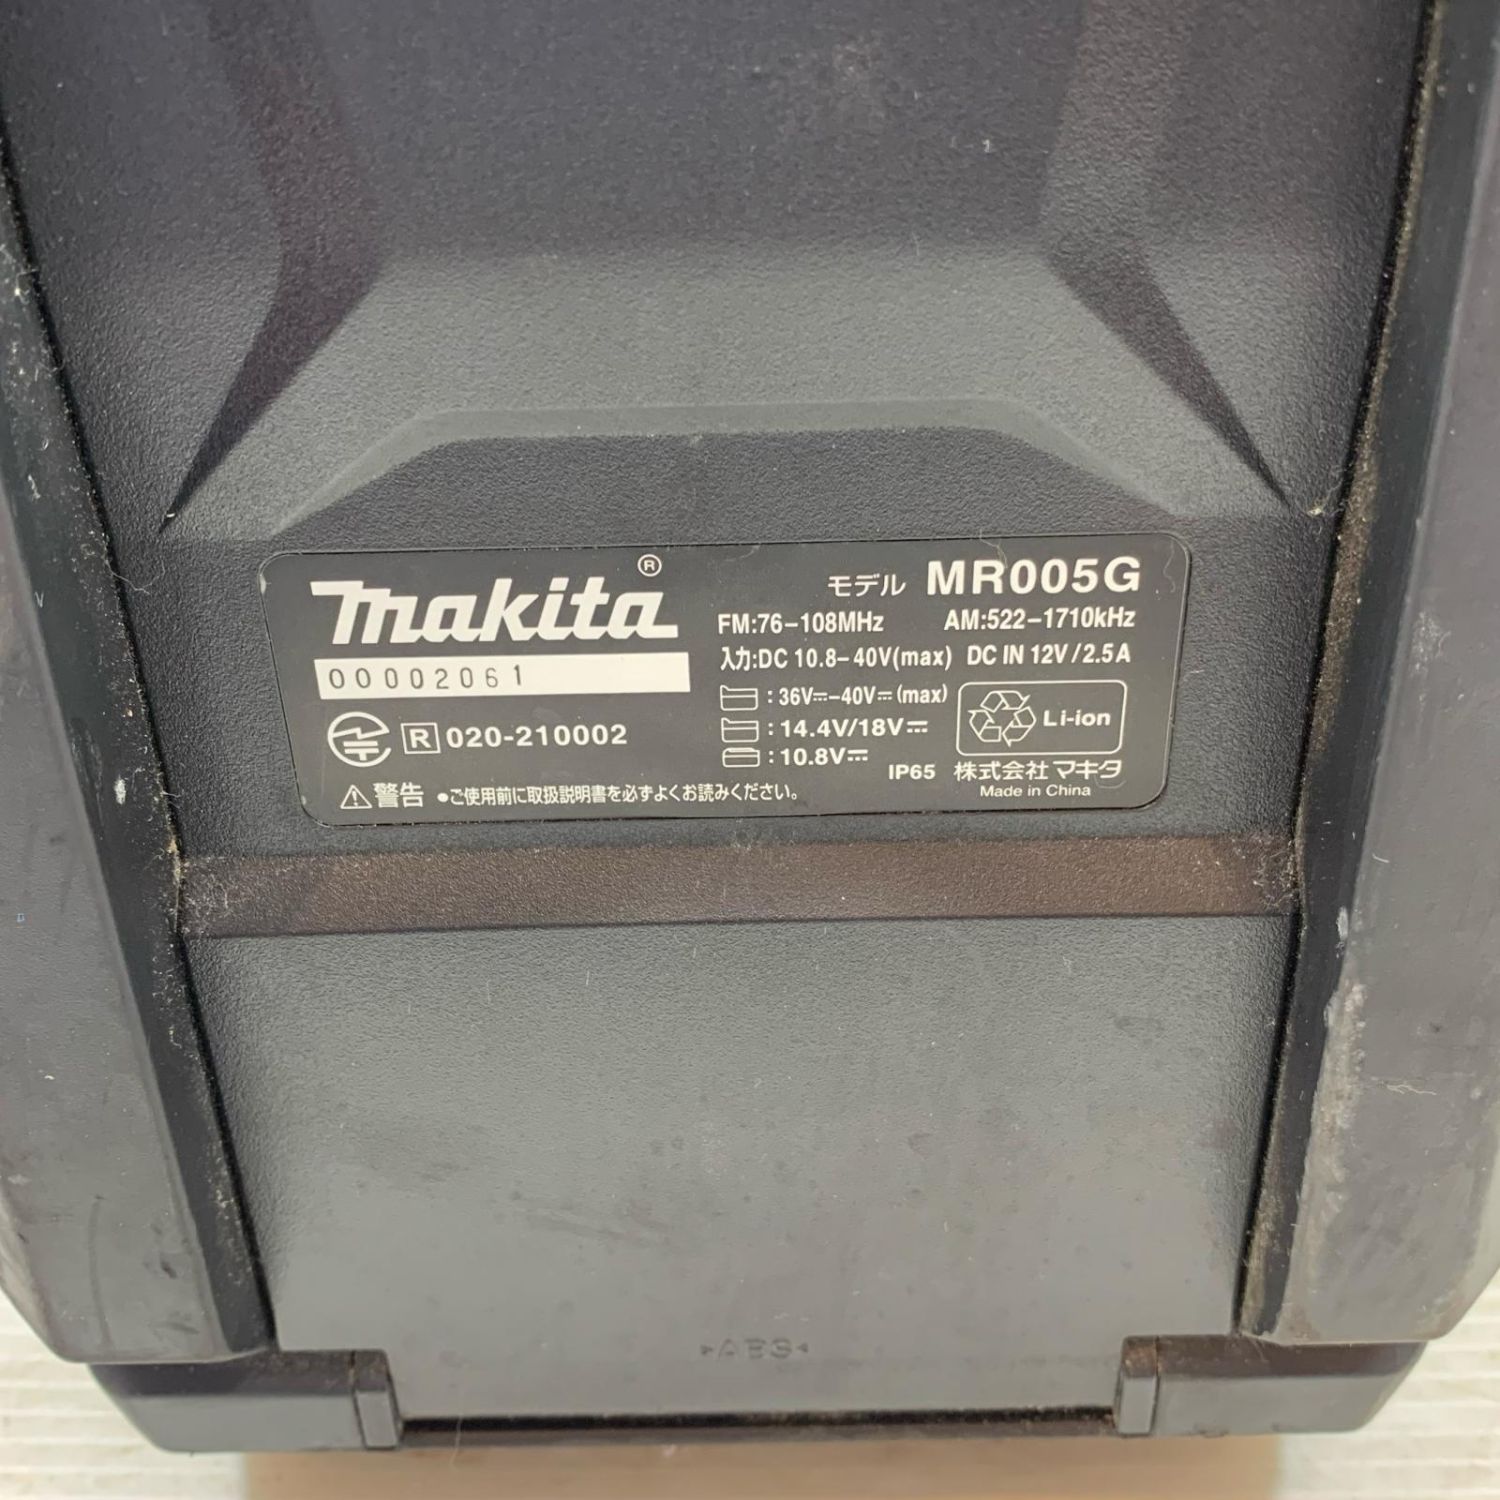 makita®
00002061
R 020-210002
⚠警告 ●ご使用前に取扱説明書を必ずよくお読みください。
モデル MR005G
FM:76-108MHz AM:522-1710kHz
入力:DC 10.8-40V(max) DC IN 12V/2.5A
:36V⎓-40V⎓(max)
:14.4V/18V⎓
:10.8V⎓
Li-ion
IP65 株式会社マキタ
Made in China
>ABS<